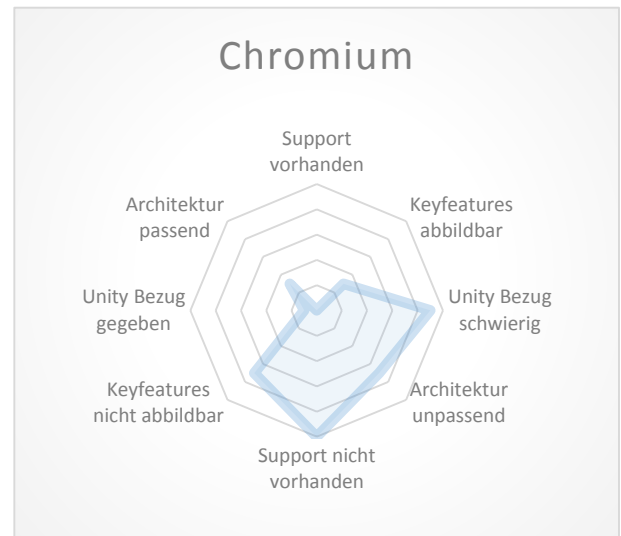 Chromium
Support
vorhanden
Keyfeatures
abbildbar
Unity Bezug
schwierig
Architektur
unpassend
Support nicht
vorhanden
Keyfeatures
nicht abbildbar
Unity Bezug
gegeben
Architektur
passend